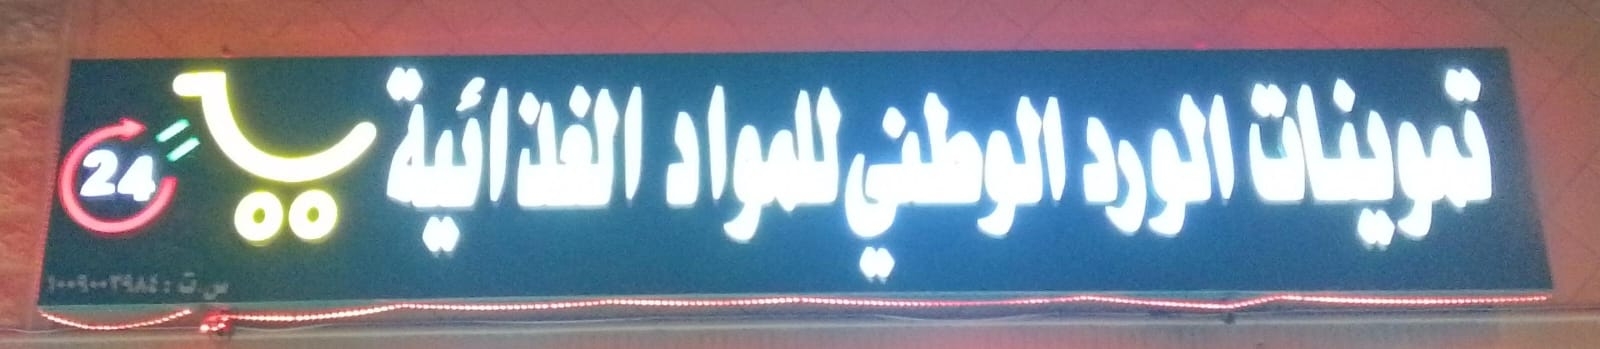 تموينات الورد الوطني للمواد الغذائية
24
س.ت : ١٠٠٩٠٠٢٩٨٤